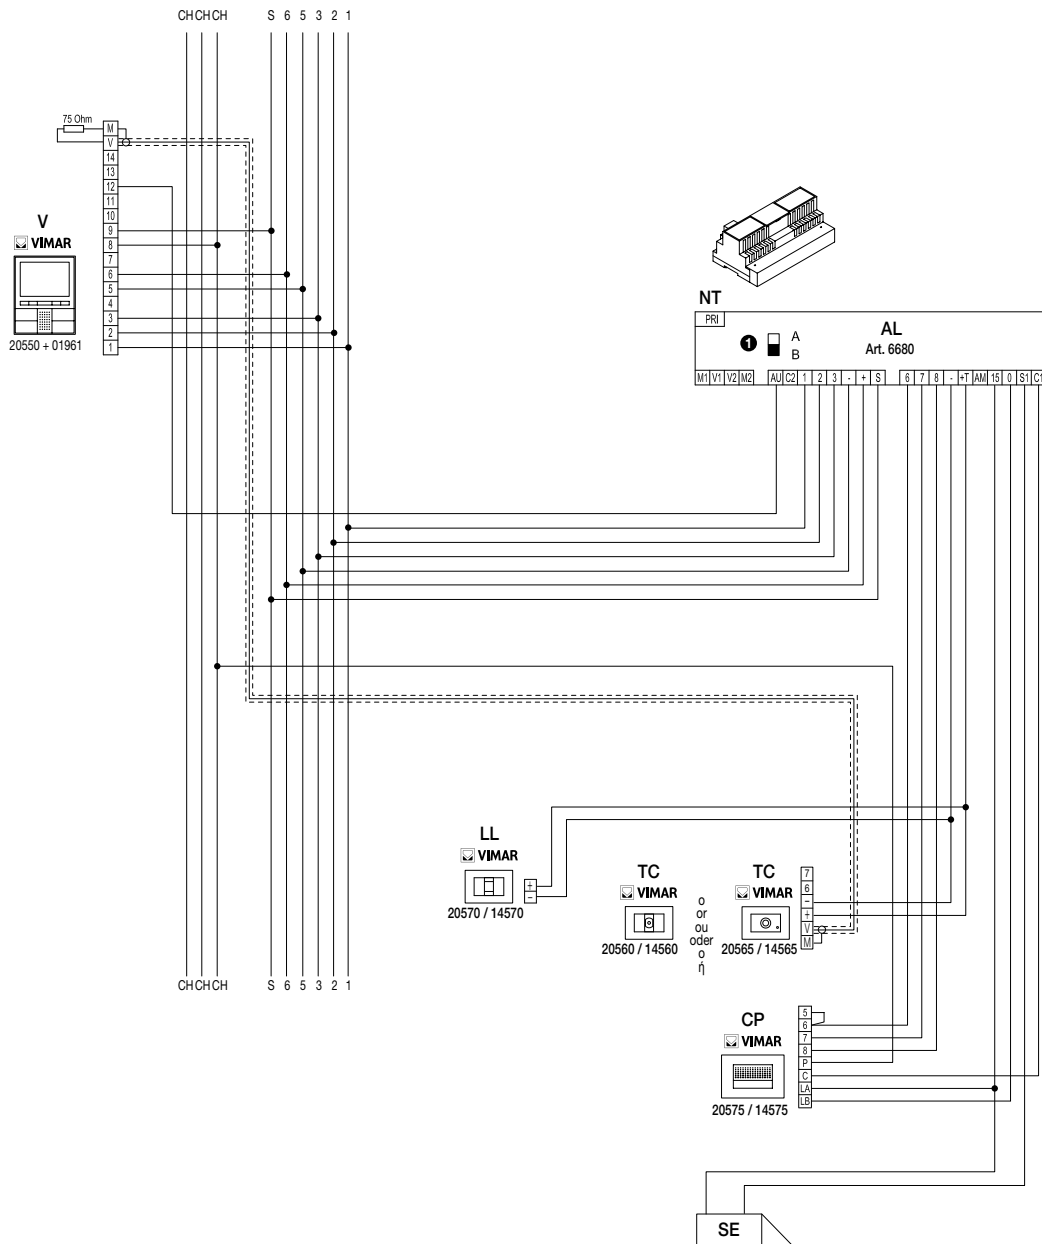 CH CH CH S 6 5 3 2 1
75 Ohm
M
V
14
13
12
11
10
9
8
7
6
5
4
3
2
1
V
VIMAR
20550 + 01961
NT
PRI
1
A
B
AL
Art. 6680
M1 V1 V2 M2 AU C2 1 2 3 - + S 6 7 8 - +T AM 15 0 S1 C1
LL
VIMAR
+
−
20570 / 14570
TC
VIMAR
20560 / 14560
o
or
ou
oder
o
ή
TC
VIMAR
20565 / 14565
7
6
−
+
V
M
CH CH CH S 6 5 3 2 1
CP
VIMAR
20575 / 14575
5
6
7
8
P
C
LA
LB
SE